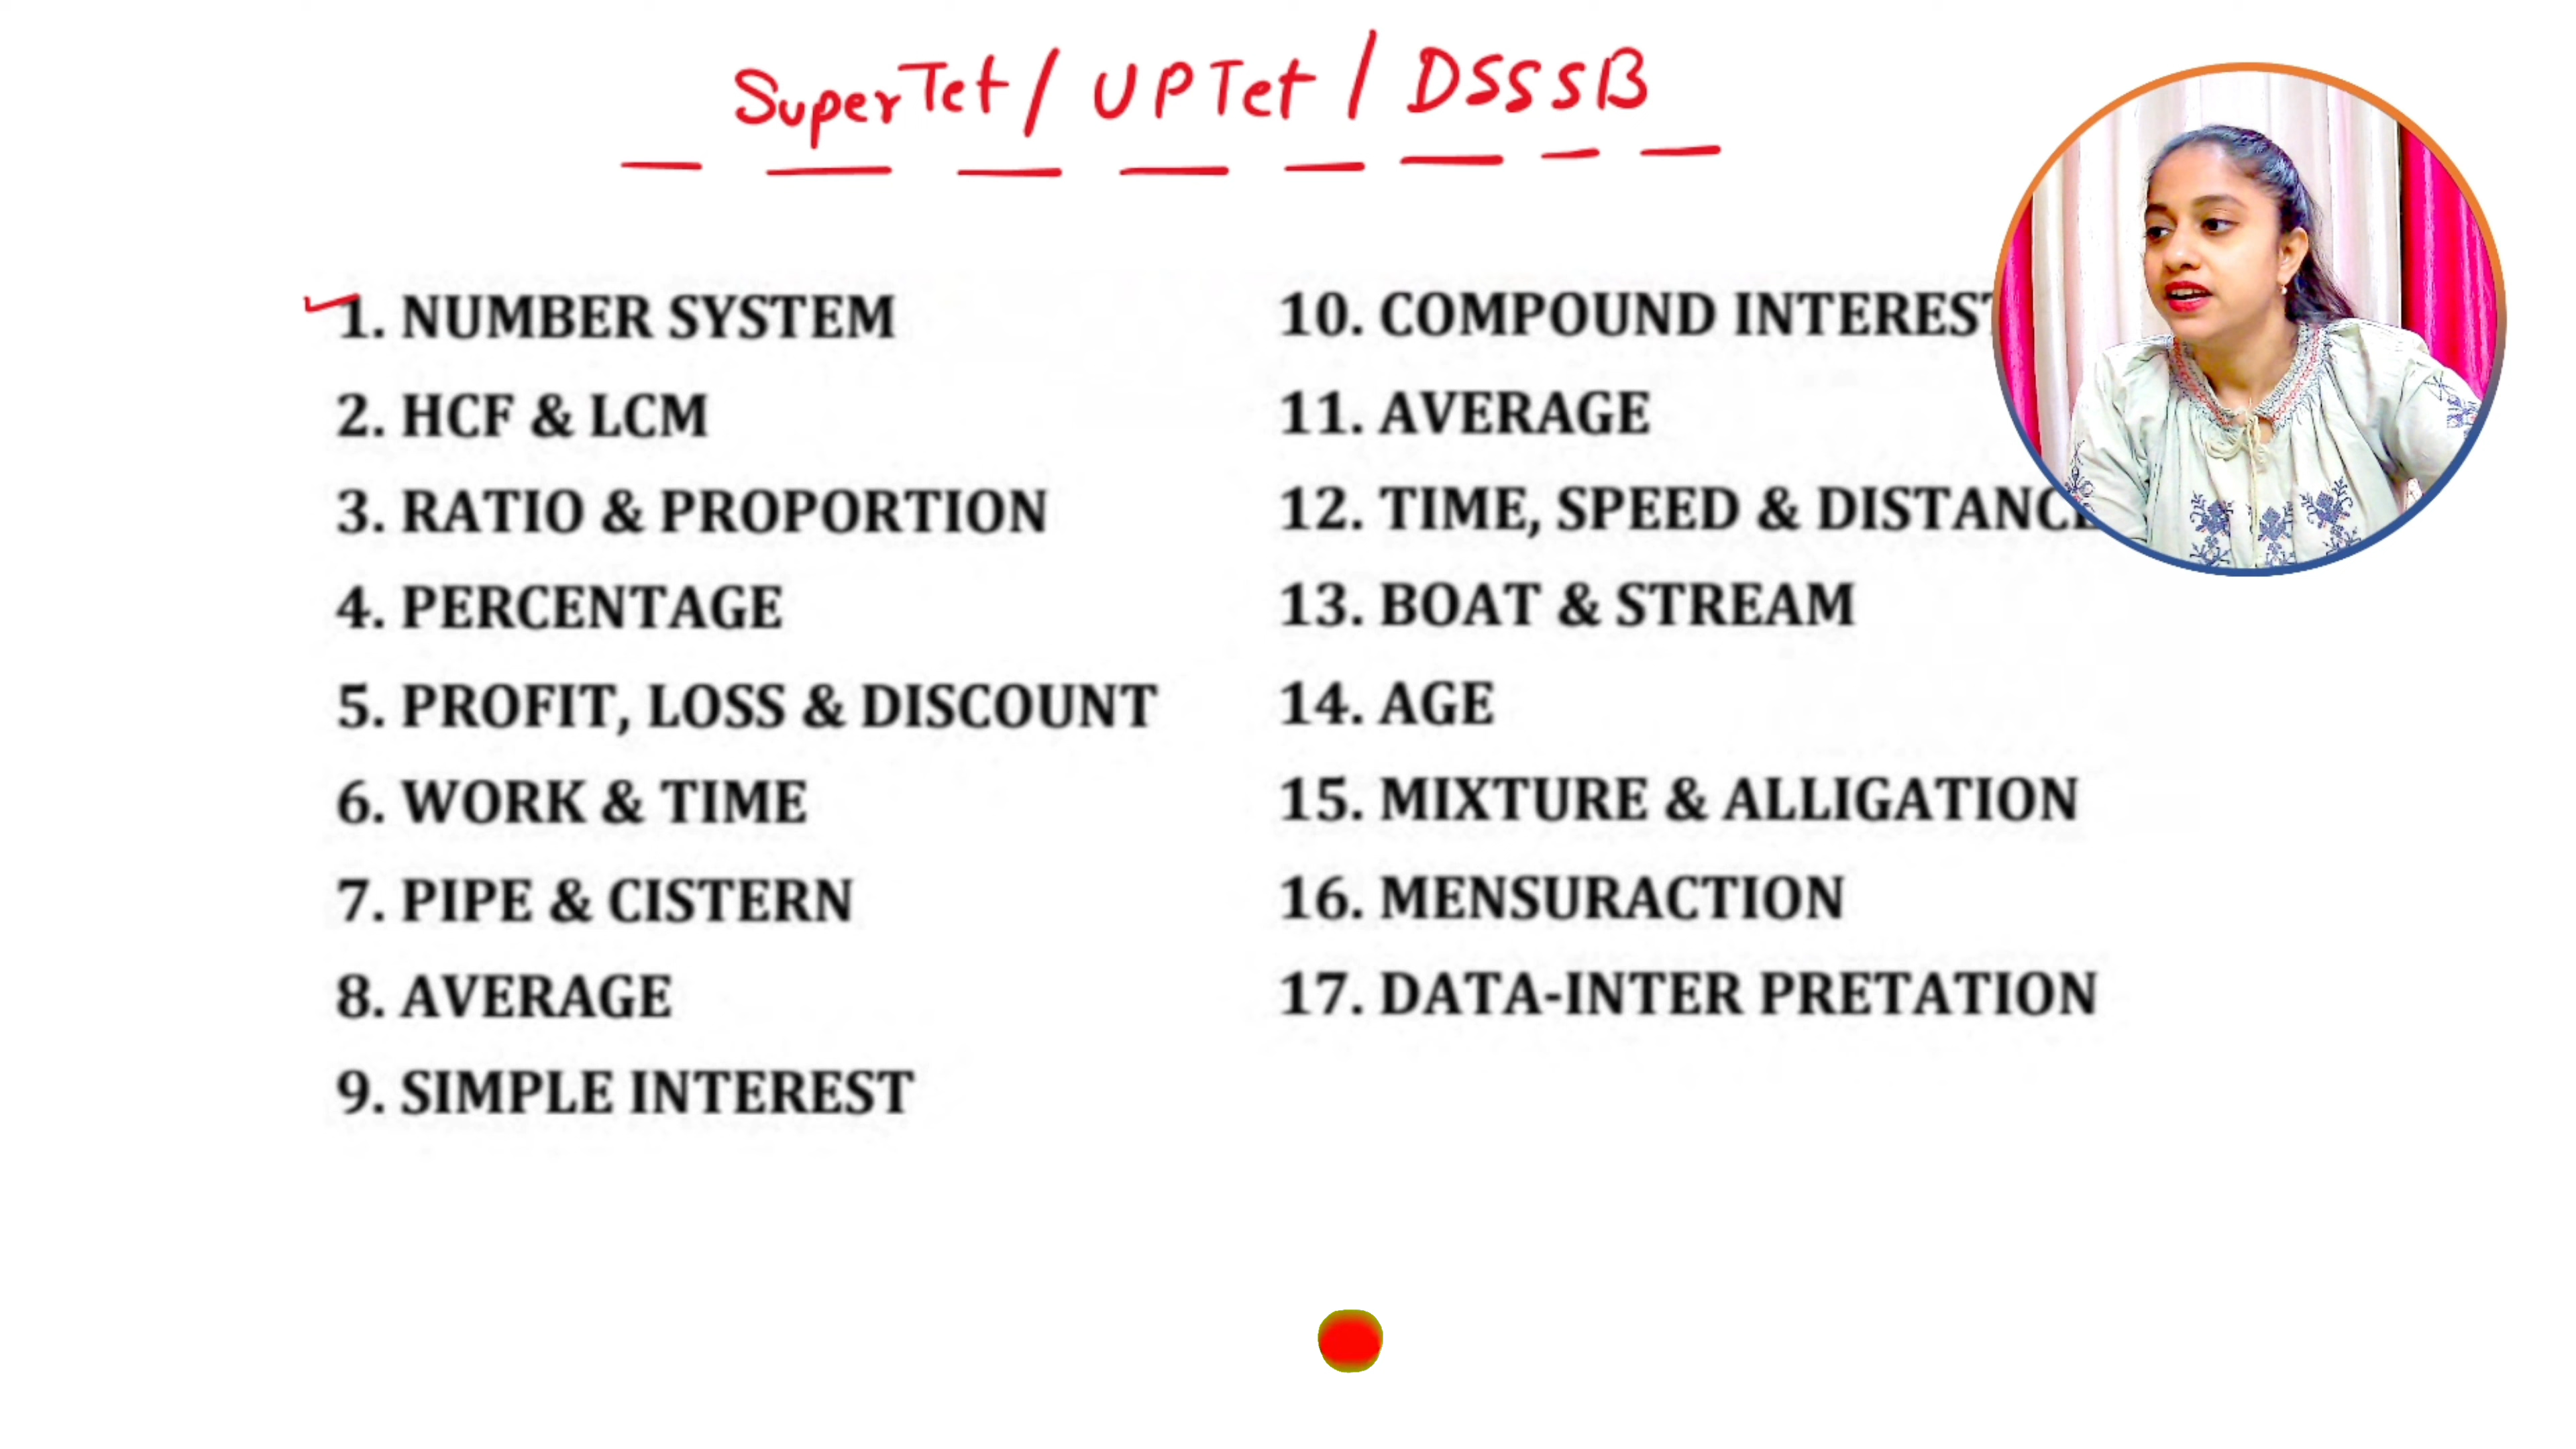 SuperTet / UPTet / DSSSB
1. NUMBER SYSTEM
2. HCF & LCM
3. RATIO & PROPORTION
4. PERCENTAGE
5. PROFIT, LOSS & DISCOUNT
6. WORK & TIME
7. PIPE & CISTERN
8. AVERAGE
9. SIMPLE INTEREST
10. COMPOUND INTEREST
11. AVERAGE
12. TIME, SPEED & DISTANCE
13. BOAT & STREAM
14. AGE
15. MIXTURE & ALLIGATION
16. MENSURACTION
17. DATA-INTER PRETATION